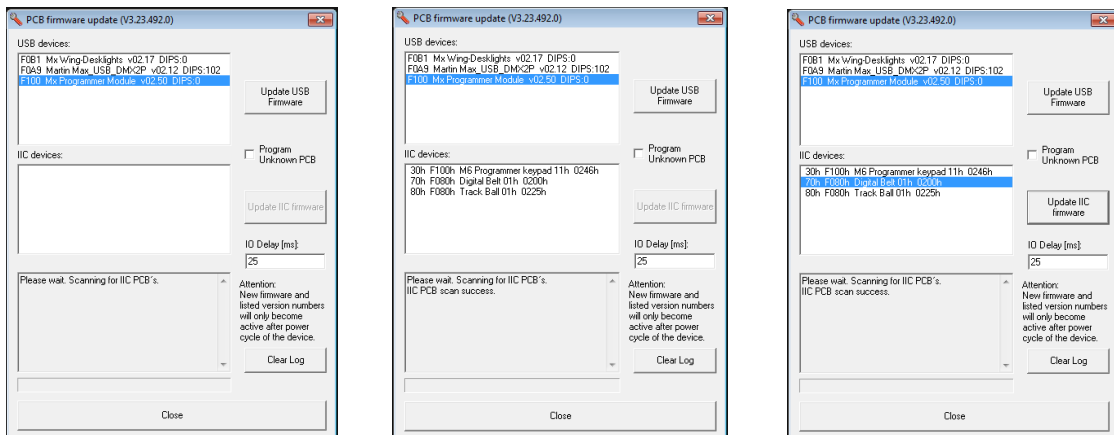 PCB firmware update (V3.23.492.0)
USB devices:
F0B1 Mx Wing-Desklights v02.17 DIPS:0
F0A9 Martin Max_USB_DMX2P v02.12 DIPS:102
F100 Mx Programmer Module v02.50 DIPS:0
Update USB
Firmware
Program
Unknown PCB
IIC devices:
Update IIC firmware
IO Delay [ms]:
25
Please wait. Scanning for IIC PCB's.
Attention:
New firmware and
listed version numbers
will only become
active after power
cycle of the device.
Clear Log
Close
PCB firmware update (V3.23.492.0)
USB devices:
F0B1 Mx Wing-Desklights v02.17 DIPS:0
F0A9 Martin Max_USB_DMX2P v02.12 DIPS:102
F100 Mx Programmer Module v02.50 DIPS:0
Update USB
Firmware
Program
Unknown PCB
IIC devices:
30h F100h M6 Programmer keypad 11h 0246h
70h F080h Digital Belt 01h 0200h
80h F080h Track Ball 01h 0225h
Update IIC firmware
IO Delay [ms]:
25
Please wait. Scanning for IIC PCB's.
IIC PCB scan success.
Attention:
New firmware and
listed version numbers
will only become
active after power
cycle of the device.
Clear Log
Close
PCB firmware update (V3.23.492.0)
USB devices:
F0B1 Mx Wing-Desklights v02.17 DIPS:0
F0A9 Martin Max_USB_DMX2P v02.12 DIPS:102
F100 Mx Programmer Module v02.50 DIPS:0
Update USB
Firmware
Program
Unknown PCB
IIC devices:
30h F100h M6 Programmer keypad 11h 0246h
70h F080h Digital Belt 01h 0200h
80h F080h Track Ball 01h 0225h
Update IIC
firmware
IO Delay [ms]:
25
Please wait. Scanning for IIC PCB's.
IIC PCB scan success.
Attention:
New firmware and
listed version numbers
will only become
active after power
cycle of the device.
Clear Log
Close